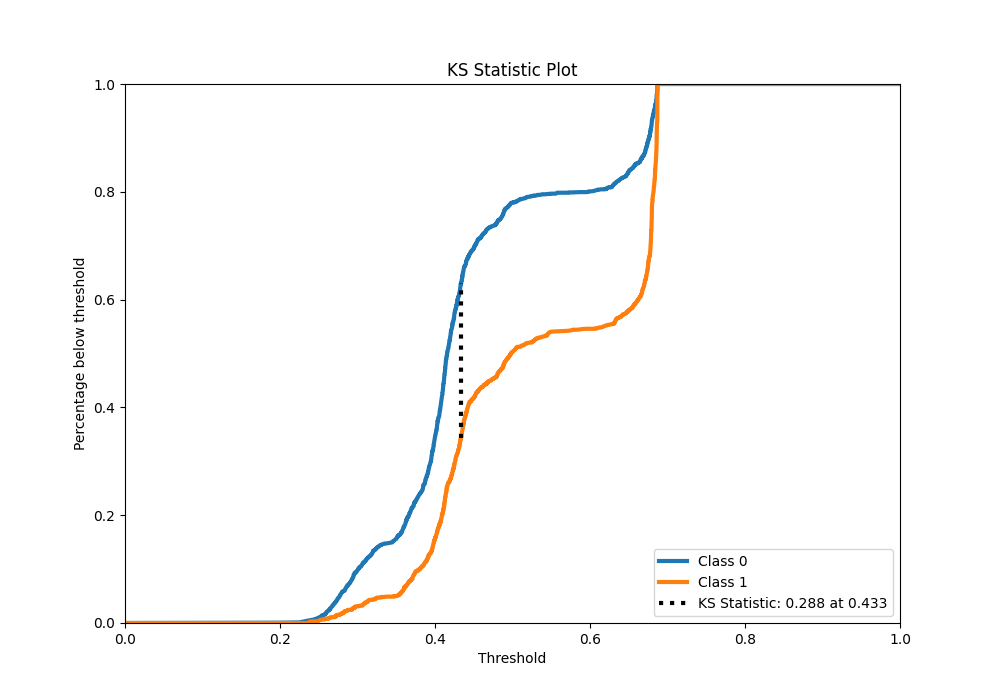 KS Statistic Plot
1.0
0.8
0.6
0.4
0.2
0.0
Percentage below threshold
0.0 0.2 0.4 0.6 0.8 1.0
Threshold
Class 0
Class 1
KS Statistic: 0.288 at 0.433